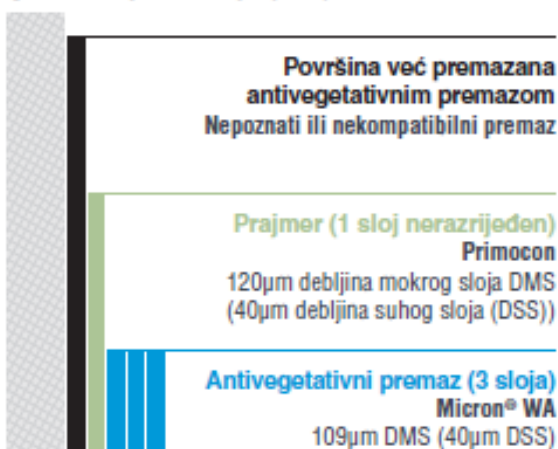 Površina već premazana
antivegetativnim premazom
Nepoznati ili nekompatibilni premaz
Prajmer (1 sloj nerazrijeđen)
Primocon
120µm debljina mokrog sloja DMS
(40µm debljina suhog sloja (DSS))
Antivegetativni premaz (3 sloja)
Micron® WA
109µm DMS (40µm DSS)